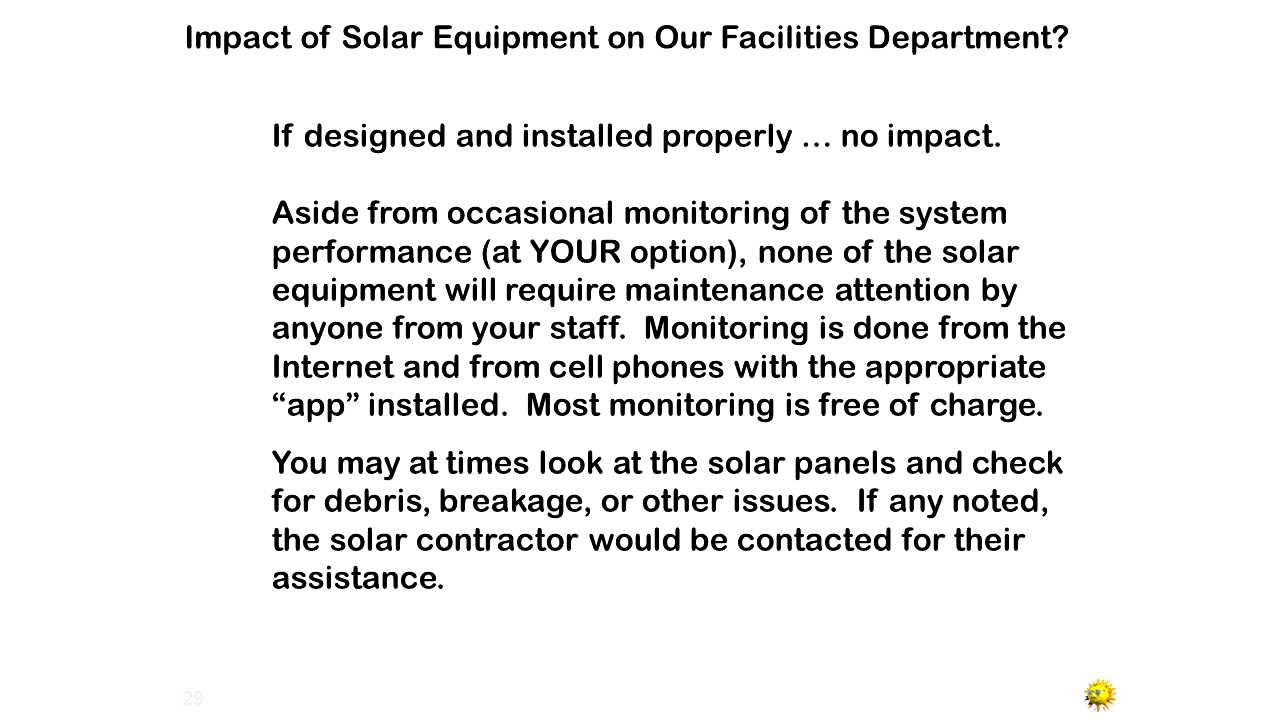 Impact of Solar Equipment on Our Facilities Department?
If designed and installed properly … no impact.
Aside from occasional monitoring of the system
performance (at YOUR option), none of the solar
equipment will require maintenance attention by
anyone from your staff.  Monitoring is done from the
Internet and from cell phones with the appropriate
“app” installed.  Most monitoring is free of charge.
You may at times look at the solar panels and check
for debris, breakage, or other issues.  If any noted,
the solar contractor would be contacted for their
assistance.
29